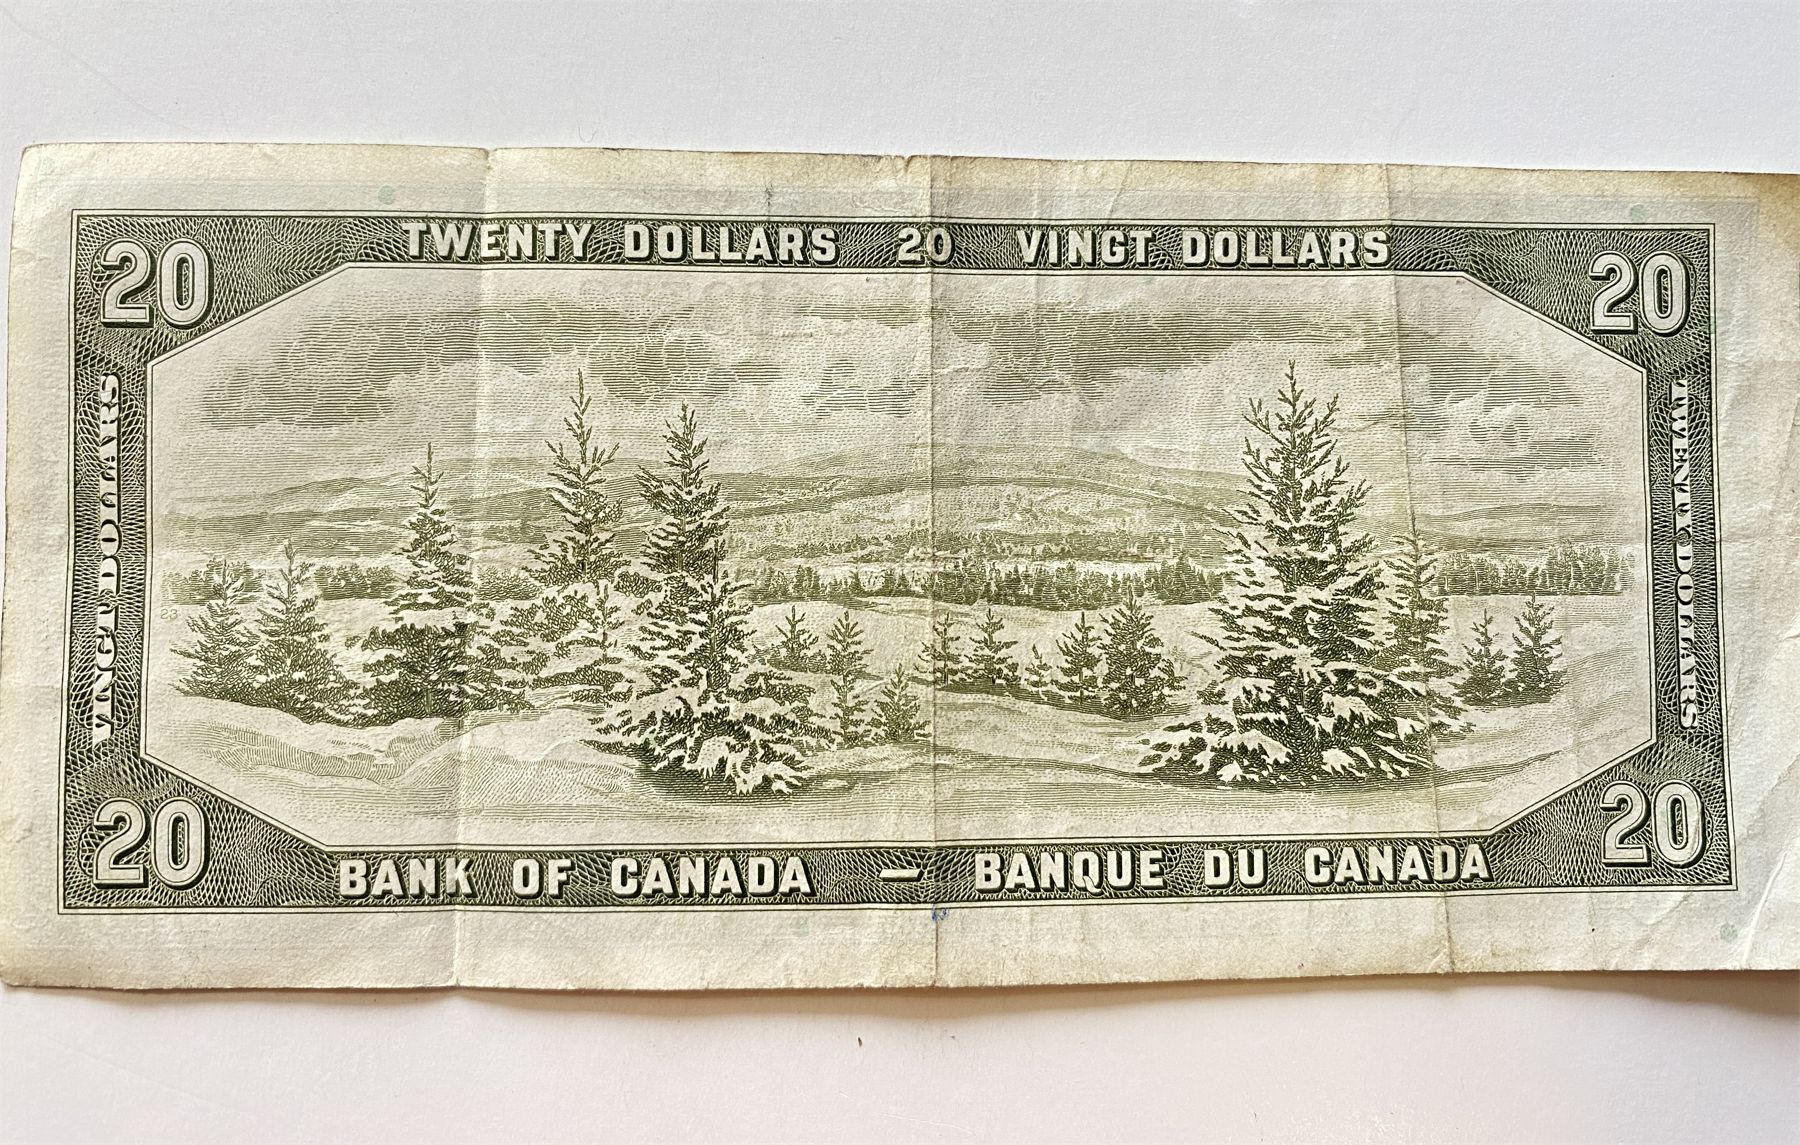 TWENTY DOLLARS 20 VINGT DOLLARS
20
20
VINGT DOLLARS
TWENTY DOLLARS
23
20
20
BANK OF CANADA — BANQUE DU CANADA